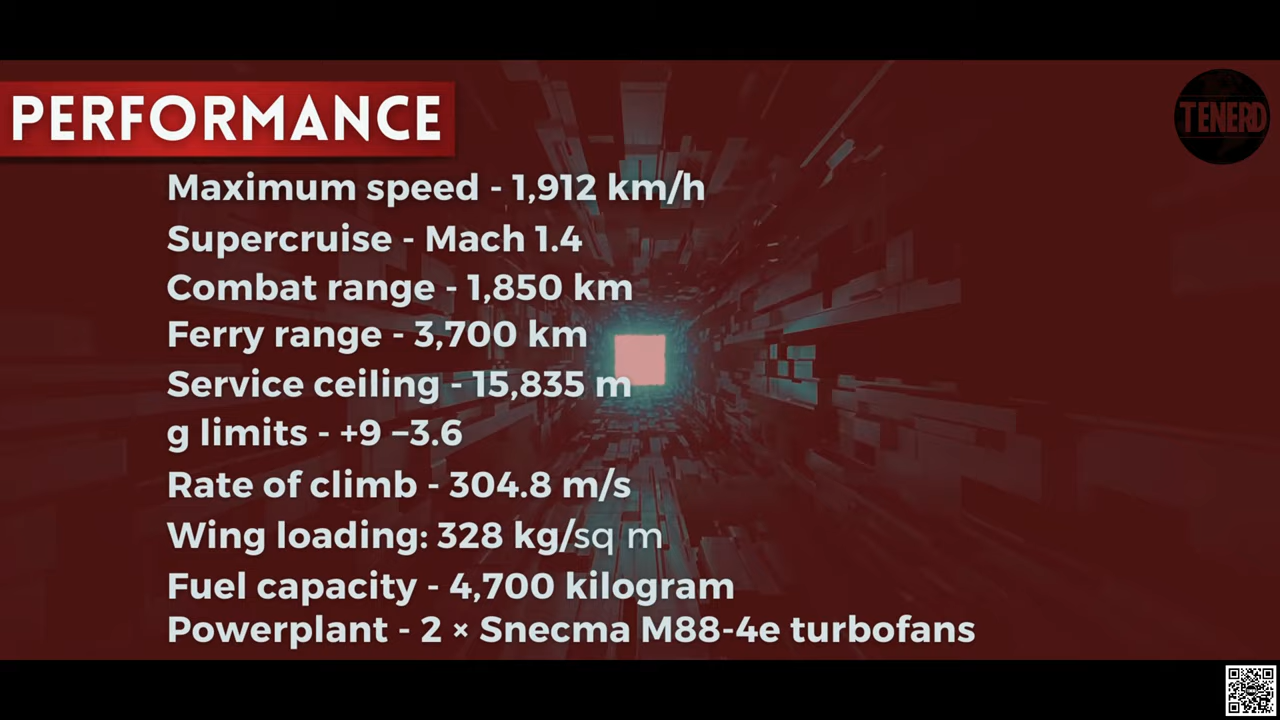 PERFORMANCE
TENERD
Maximum speed - 1,912 km/h
Supercruise - Mach 1.4
Combat range - 1,850 km
Ferry range - 3,700 km
Service ceiling - 15,835 m
g limits - +9 −3.6
Rate of climb - 304.8 m/s
Wing loading: 328 kg/sq m
Fuel capacity - 4,700 kilogram
Powerplant - 2 × Snecma M88-4e turbofans